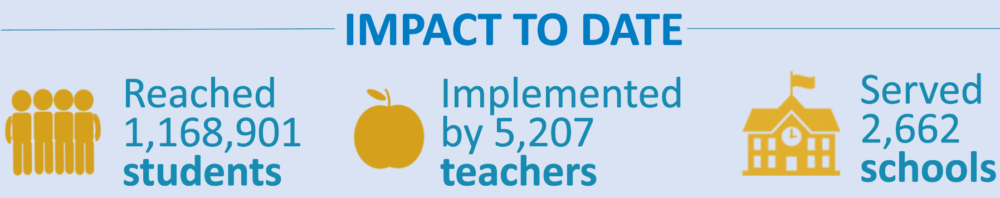 IMPACT TO DATE
Reached
1,168,901
students
Implemented
by 5,207
teachers
Served
2,662
schools